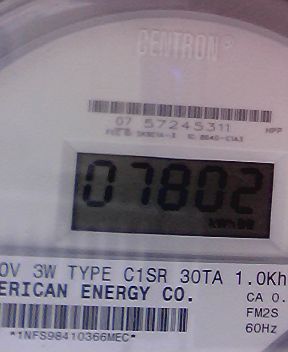 CENTRON®
07 57245311
HPP
07802
0V 3W TYPE C1SR 30TA 1.0Kh
ERICAN ENERGY CO.
CA 0.
FM2S
60Hz
*1NFS98410366MEC*